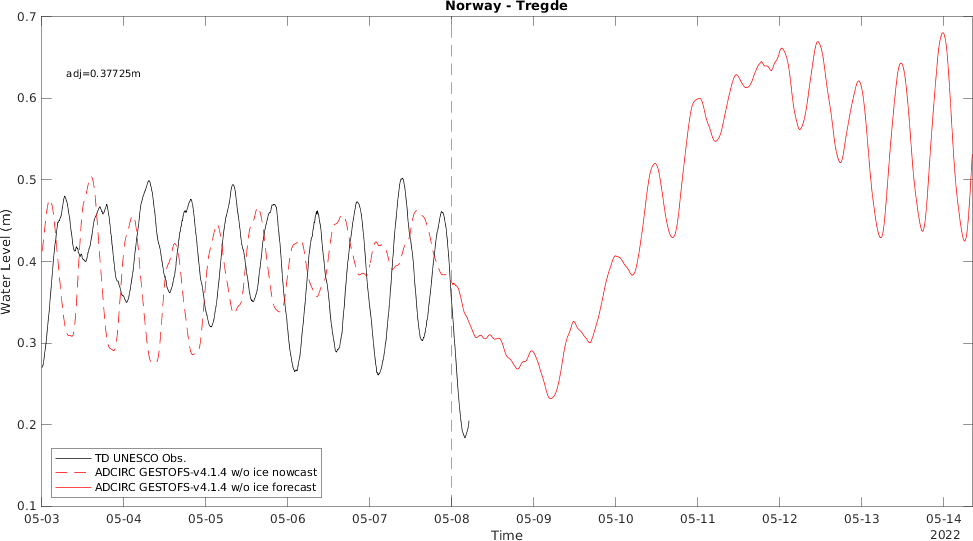 Norway - Tregde
0.7
0.6
0.5
0.4
0.3
0.2
0.1
Water Level (m)
adj=0.37725m
TD UNESCO Obs.
ADCIRC GESTOFS-v4.1.4 w/o ice nowcast
ADCIRC GESTOFS-v4.1.4 w/o ice forecast
05-03 05-04 05-05 05-06 05-07 05-08 05-09 05-10 05-11 05-12 05-13 05-14
Time
2022